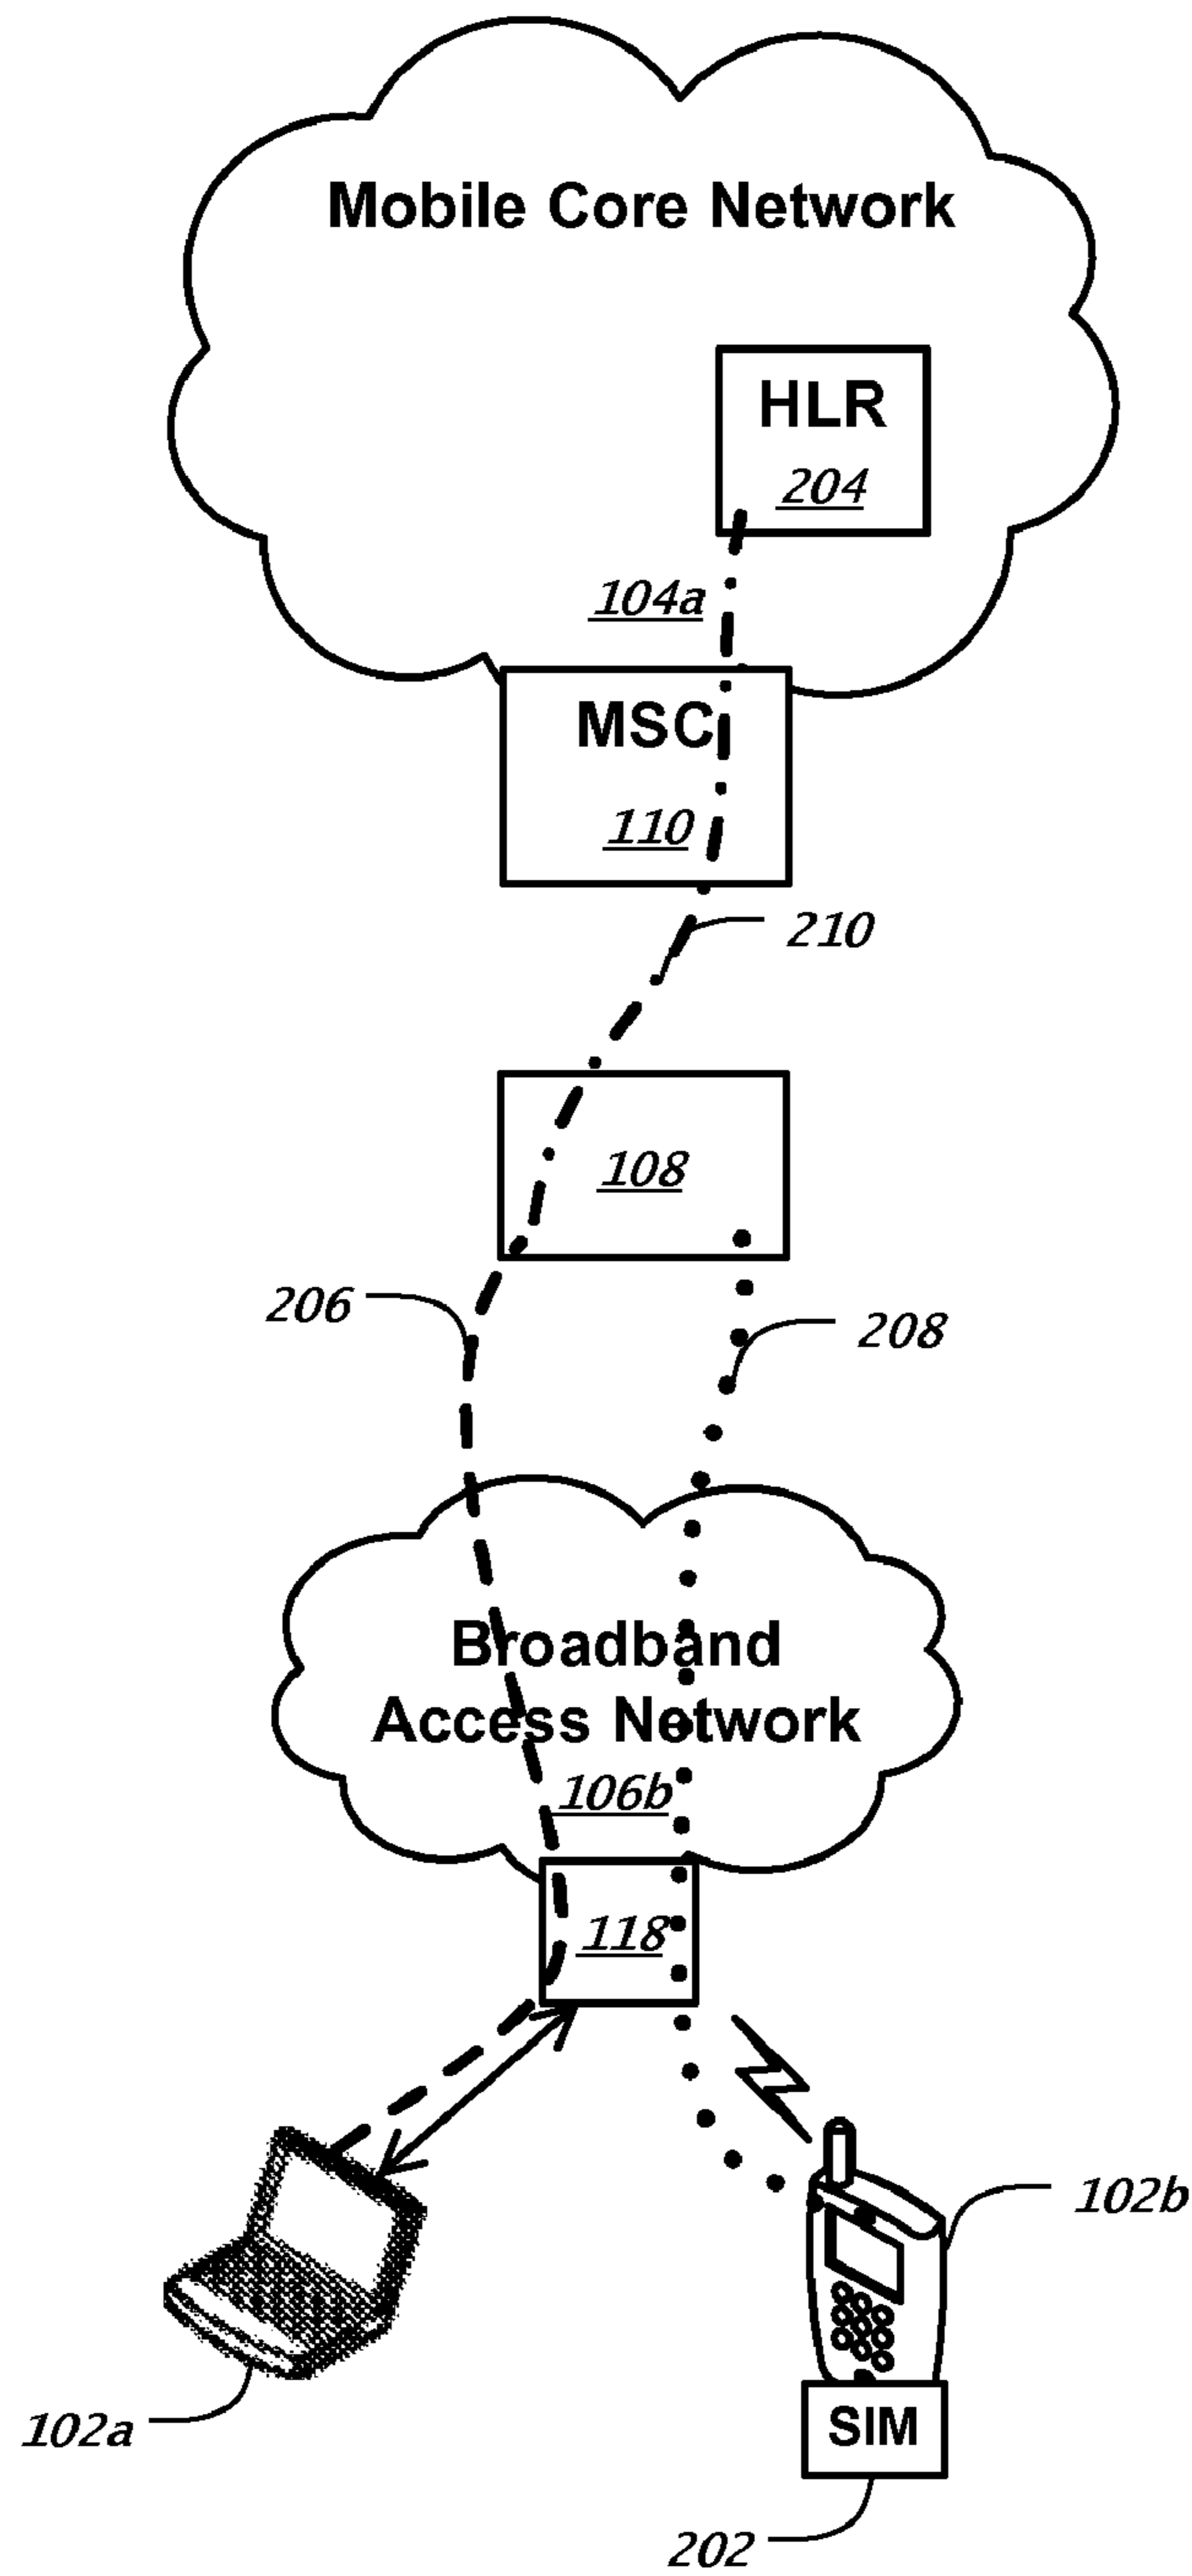 Mobile Core Network
HLR
204
104a
MSC
110
210
108
206
208
Broadband
Access Network
106b
118
102b
102a
SIM
202